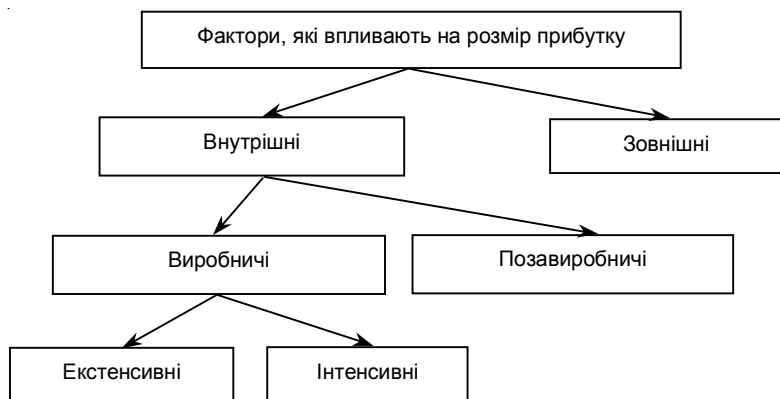 Фактори, які впливають на розмір прибутку
Внутрішні
Зовнішні
Виробничі
Позавиробничі
Екстенсивні
Інтенсивні